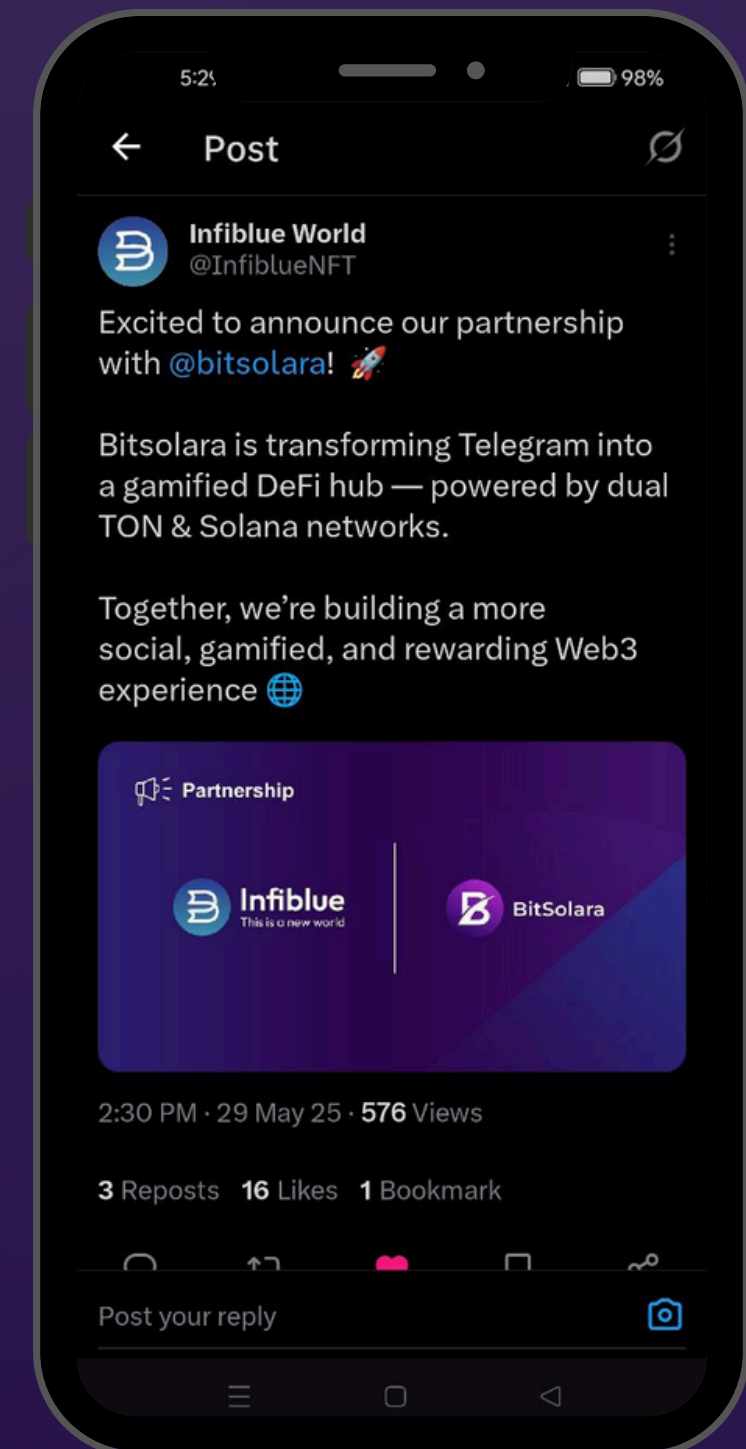 98%
Post
Infiblue World
@InfiblueNFT
Excited to announce our partnership
with @bitsolara! 🚀
Bitsolara is transforming Telegram into
a gamified DeFi hub — powered by dual
TON & Solana networks.
Together, we’re building a more
social, gamified, and rewarding Web3
experience 🌐
Partnership
Infiblue
This is a new world
BitSolara
2:30 PM · 29 May 25 · 576 Views
3 Reposts 16 Likes 1 Bookmark
Post your reply